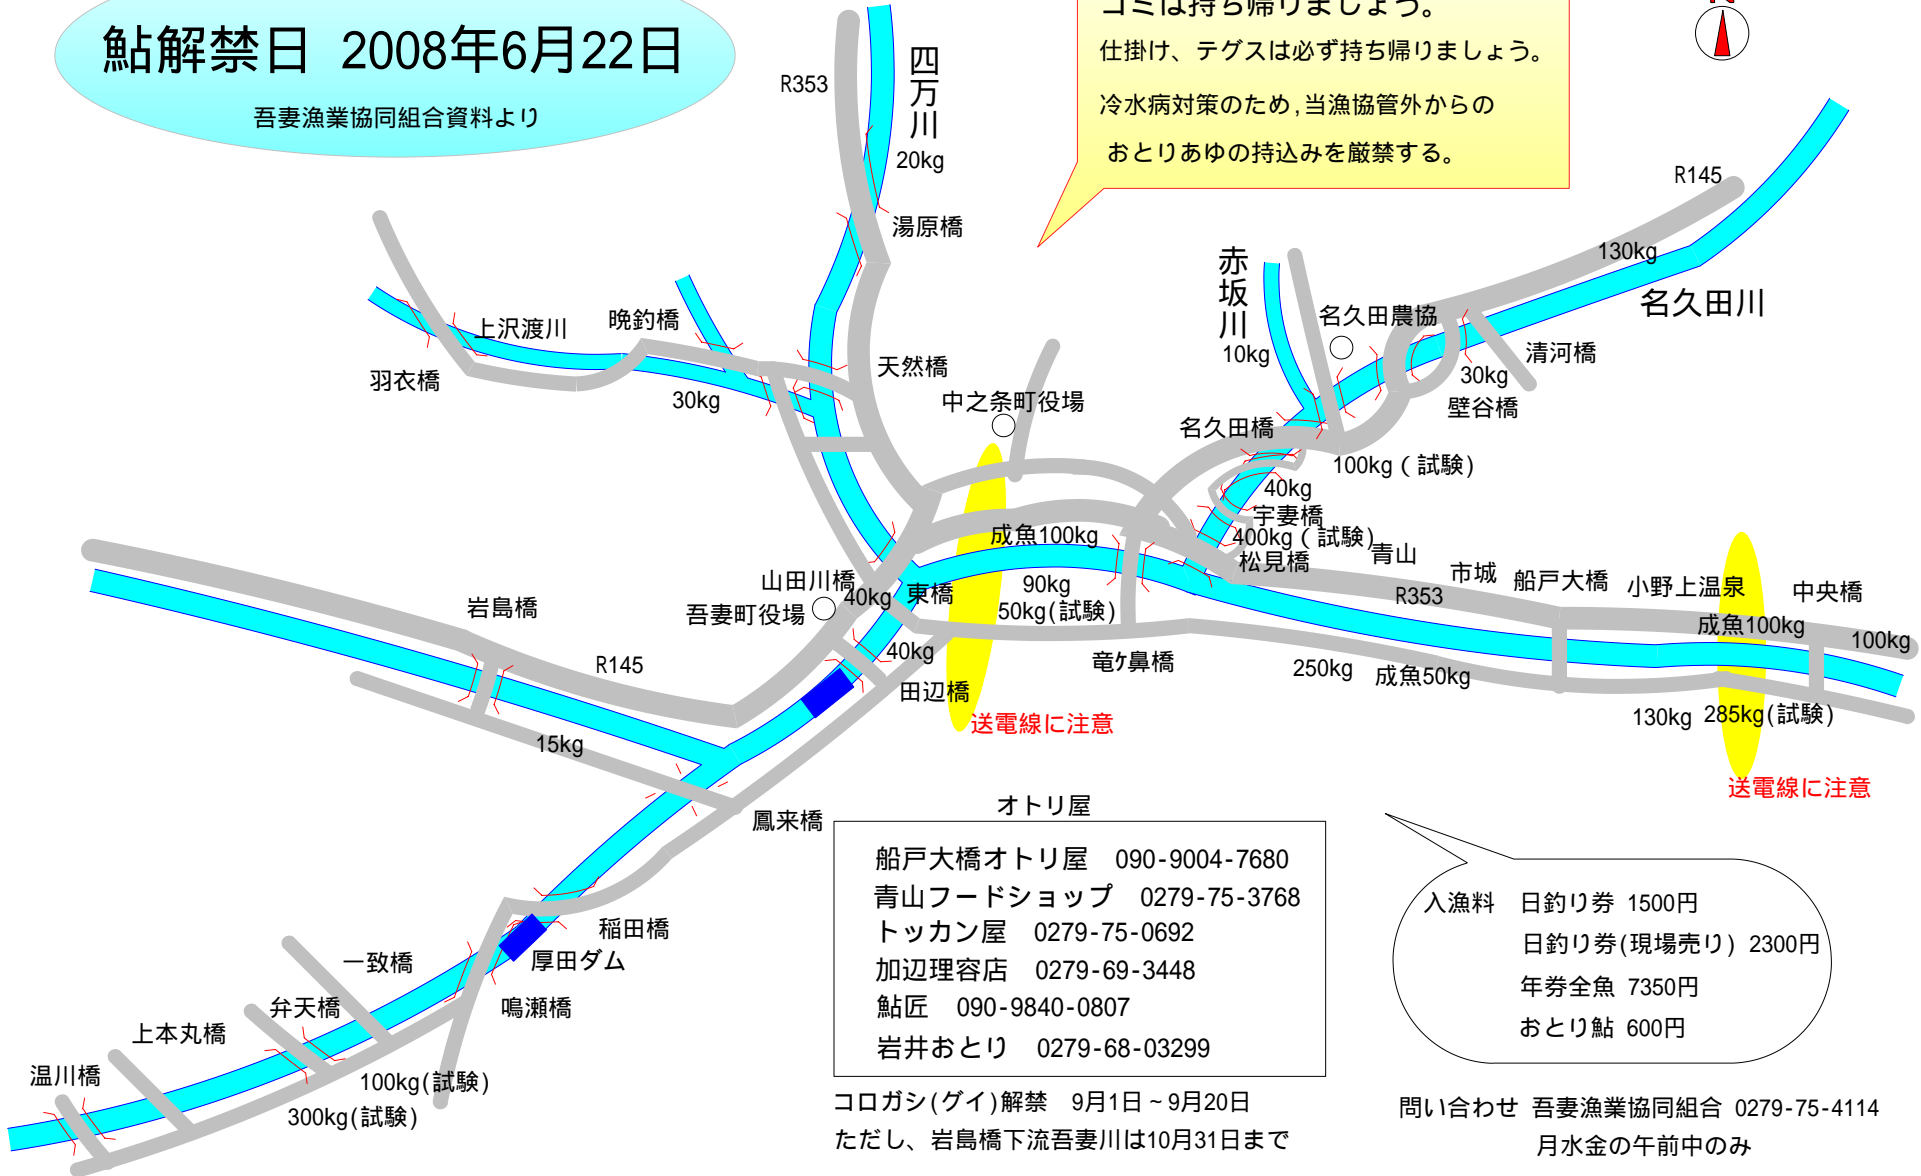 鮎解禁日 2008年6月22日
吾妻漁業協同組合資料より
ゴミは持ち帰りましょう。
仕掛け、テグスは必ず持ち帰りましょう。
冷水病対策のため,当漁協管外からの
おとりあゆの持込みを厳禁する。
N
R353
四万川
20kg
湯原橋
R145
130kg
名久田川
赤坂川
10kg
名久田農協
清河橋
30kg
壁谷橋
上沢渡川
晩釣橋
羽衣橋
30kg
天然橋
中之条町役場
名久田橋
100kg(試験)
40kg
宇妻橋
400kg(試験)
松見橋
成魚100kg
90kg
50kg(試験)
青山
市城
船戸大橋
小野上温泉
中央橋
R353
成魚100kg
100kg
山田川橋
40kg
東橋
吾妻町役場
40kg
田辺橋
竜ケ鼻橋
250kg
成魚50kg
130kg
285kg(試験)
送電線に注意
送電線に注意
岩島橋
R145
15kg
鳳来橋
稲田橋
厚田ダム
鳴瀬橋
一致橋
弁天橋
上本丸橋
温川橋
100kg(試験)
300kg(試験)
オトリ屋
船戸大橋オトリ屋 090-9004-7680
青山フードショップ 0279-75-3768
トッカン屋 0279-75-0692
加辺理容店 0279-69-3448
鮎匠 090-9840-0807
岩井おとり 0279-68-03299
コロガシ(グイ)解禁 9月1日~9月20日
ただし、岩島橋下流吾妻川は10月31日まで
入漁料 日釣り券 1500円
日釣り券(現場売り) 2300円
年券全魚 7350円
おとり鮎 600円
問い合わせ 吾妻漁業協同組合 0279-75-4114
月水金の午前中のみ